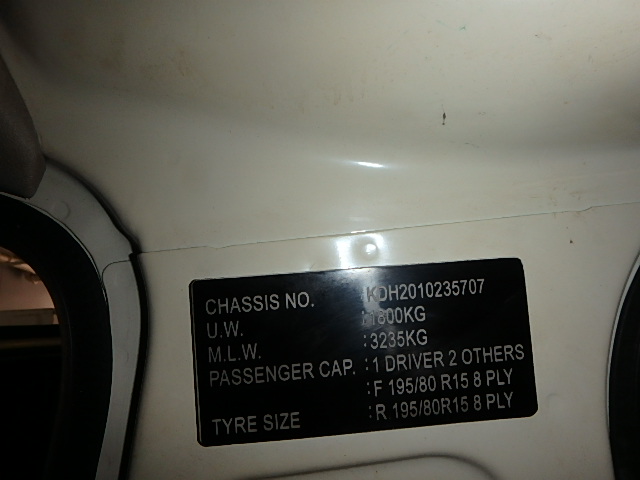 CHASSIS NO. KDH2010235707
U.W. : 1800KG
M.L.W. : 3235KG
PASSENGER CAP. : 1 DRIVER 2 OTHERS
: F 195/80 R15 8 PLY
TYRE SIZE : R 195/80R15 8 PLY